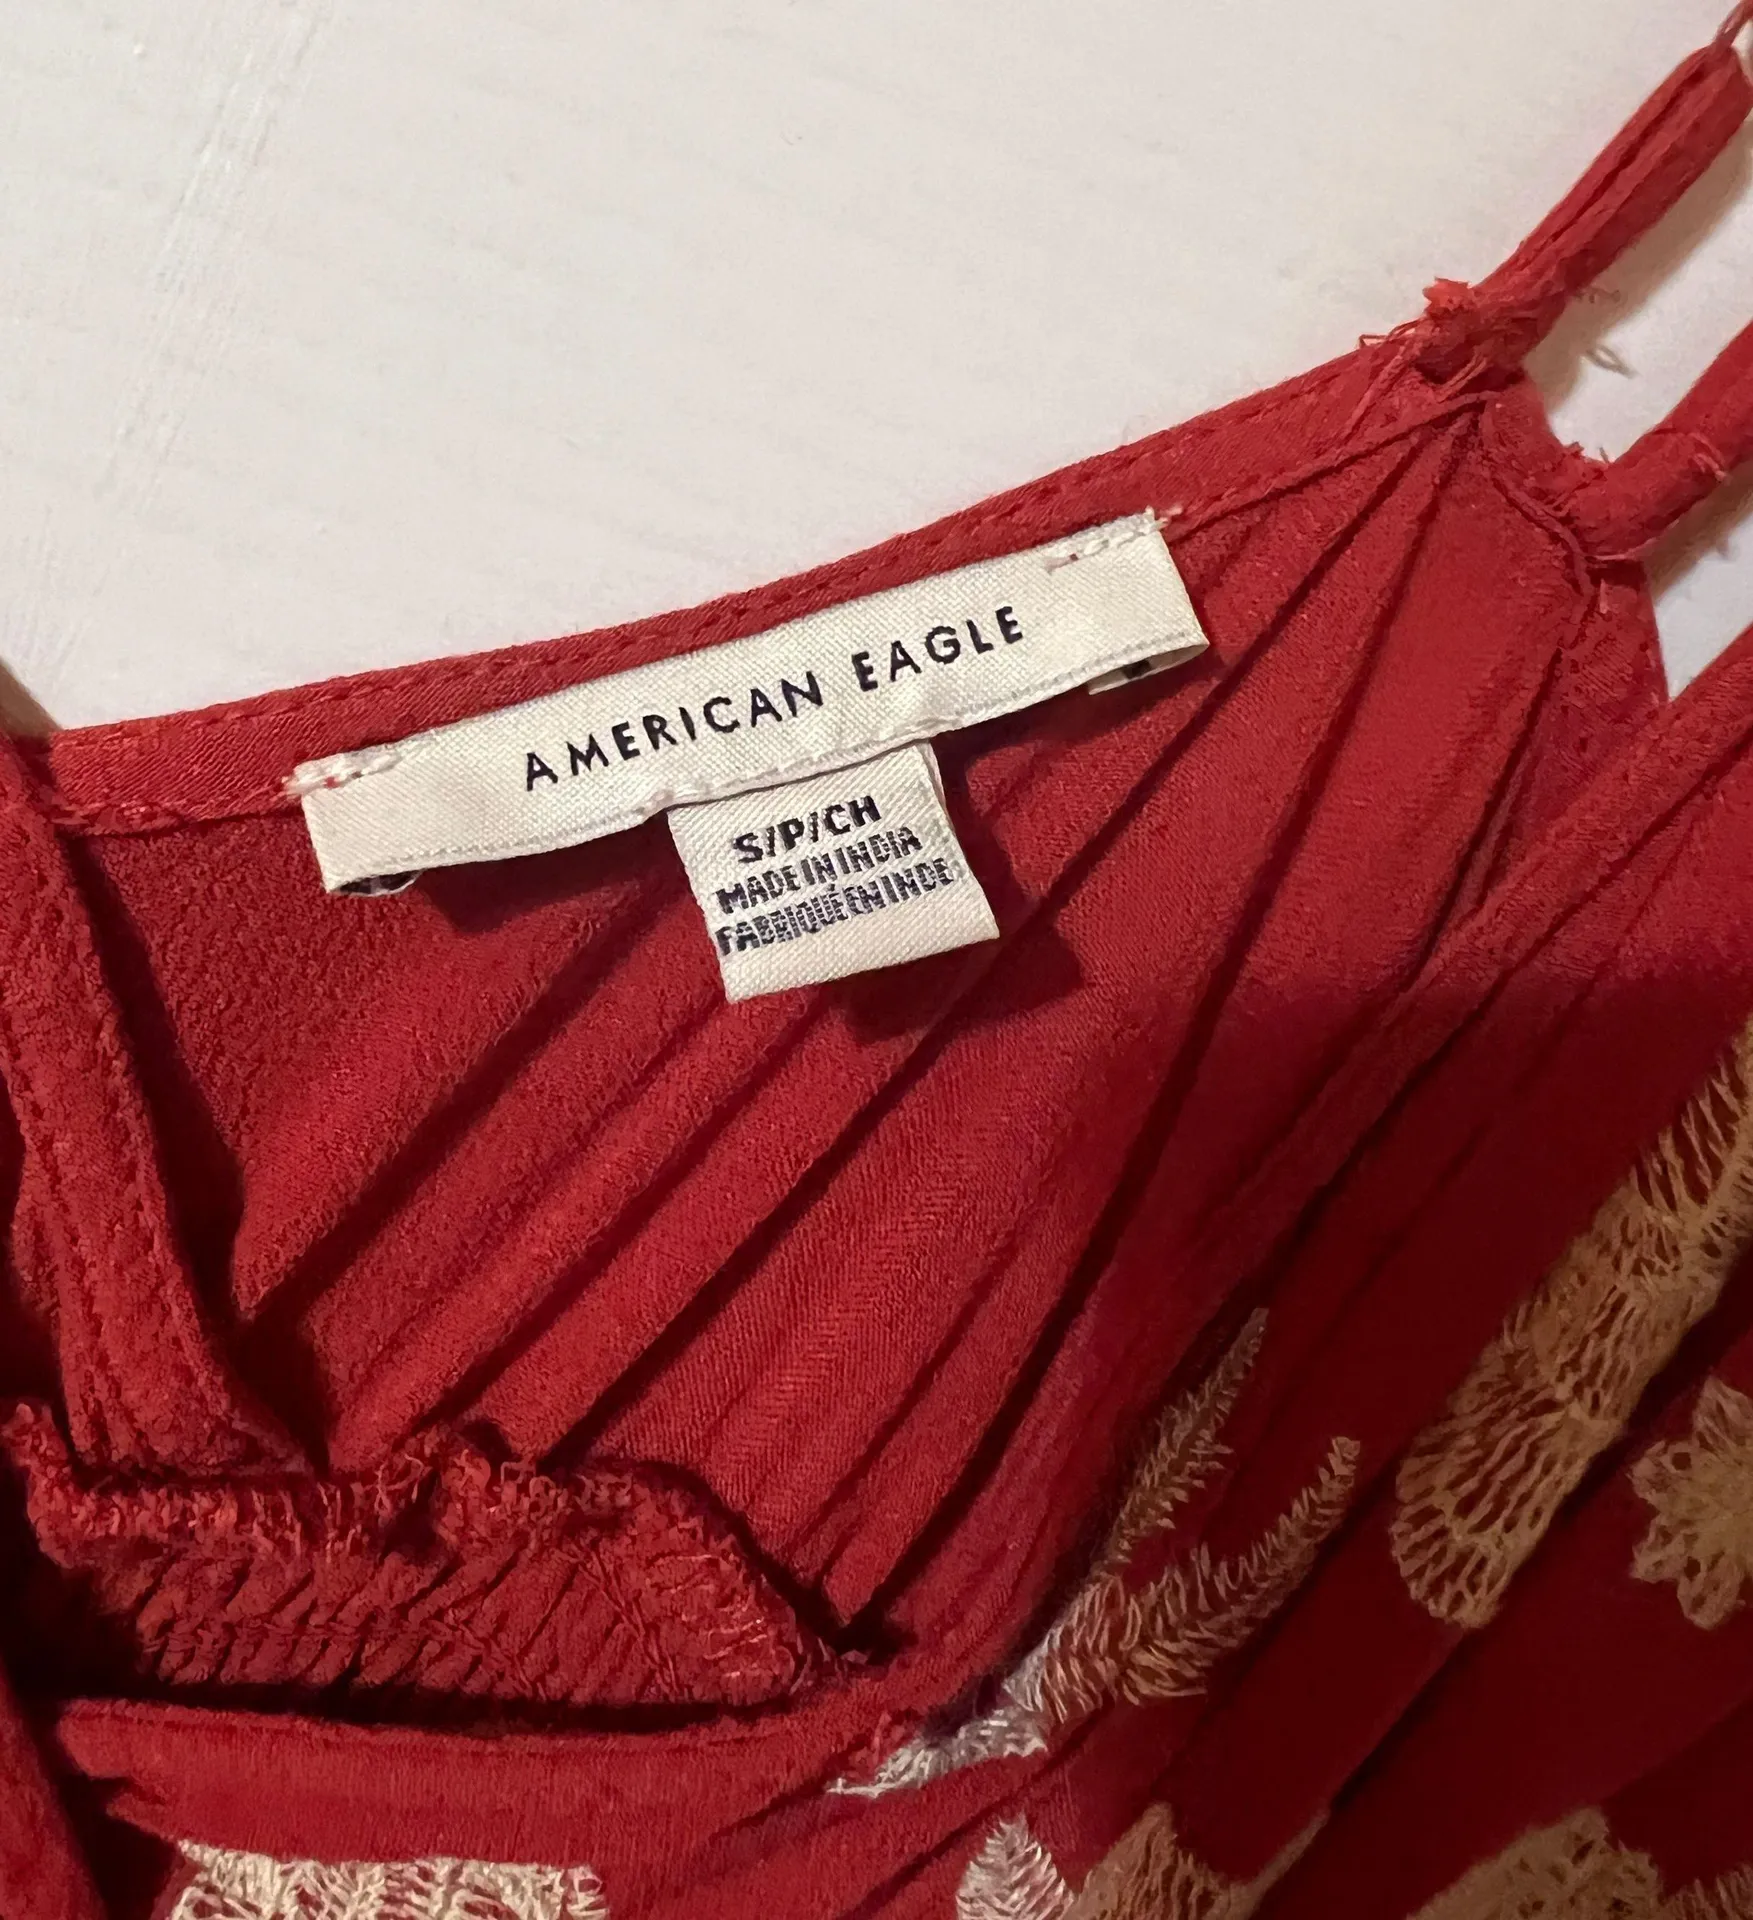 AMERICAN EAGLE
S/P/CH
MADE IN INDIA
FABRIQUÉ EN INDE